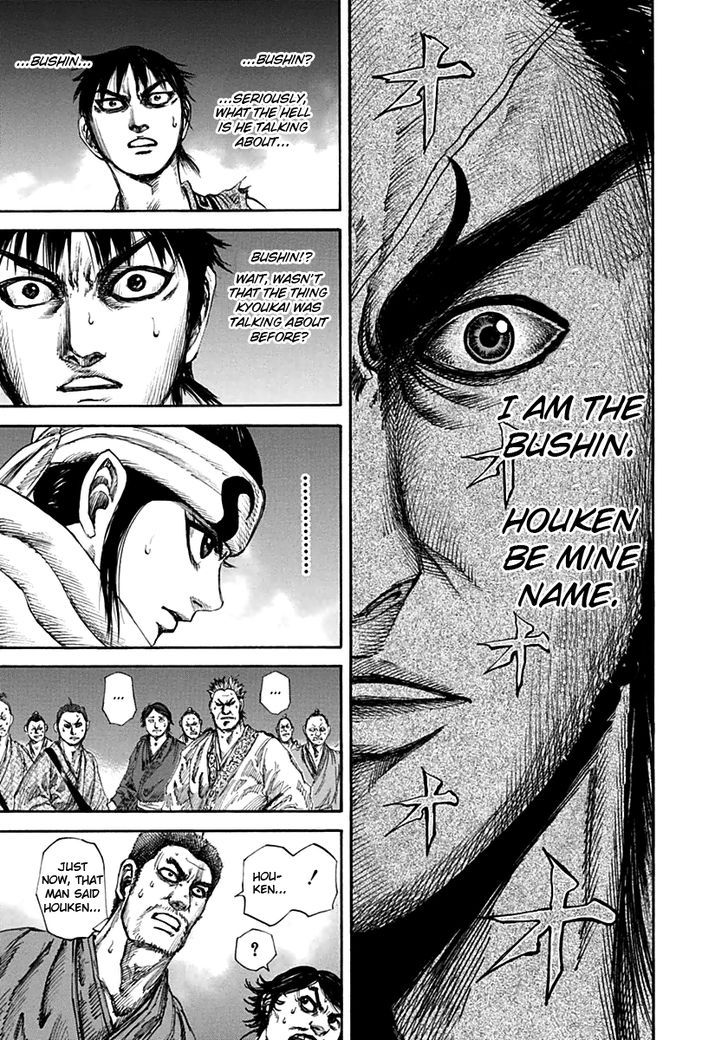 I AM THE
BUSHIN.
HOUKEN
BE MINE
NAME.
...BUSHIN?
...BUSHIN...
...SERIOUSLY,
WHAT THE HELL
IS HE TALKING
ABOUT...
BUSHIN!?
WAIT, WASN'T
THAT THE THING
KYOUKAI WAS
TALKING ABOUT
BEFORE?
............
...
...
HOU-
KEN...
!
?
JUST
NOW, THAT
MAN SAID
HOUKEN...